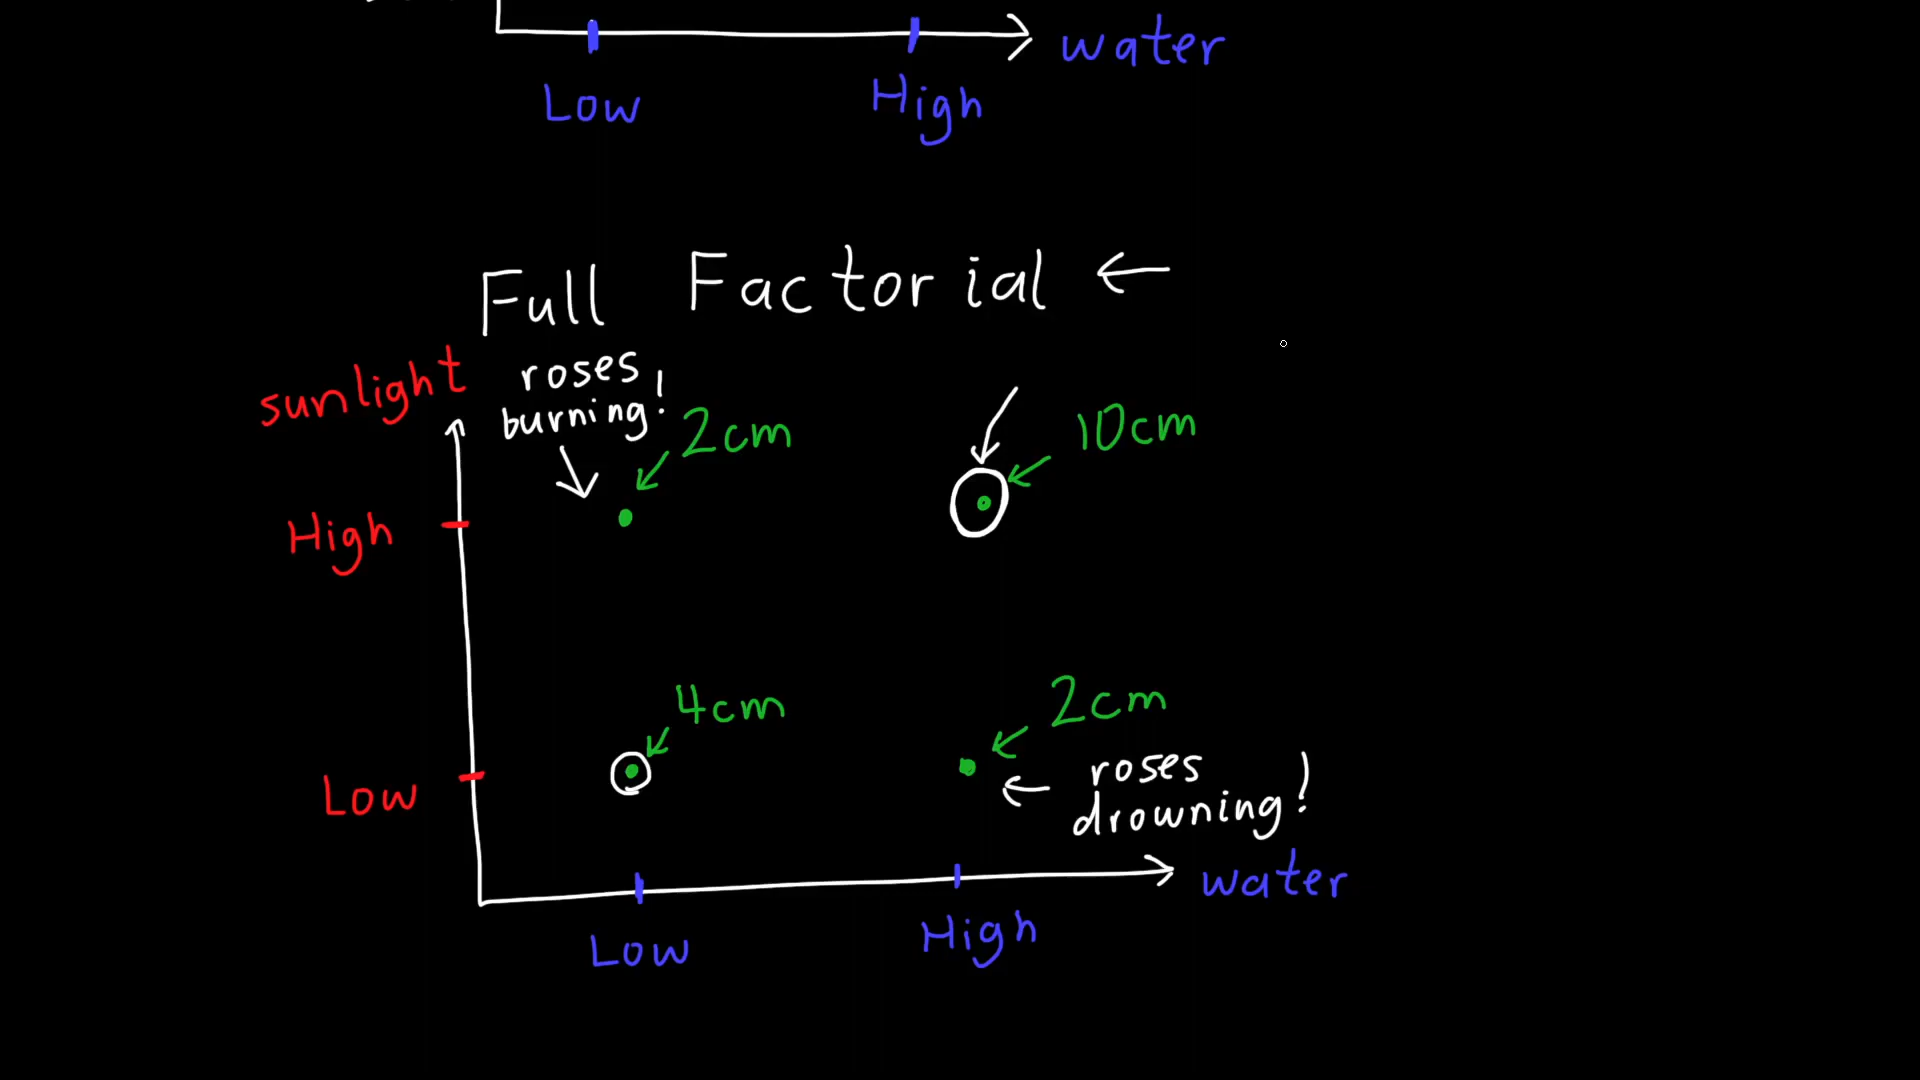 water
Low High
Full Factorial
sunlight
roses
burning!
2cm
10cm
High
4cm
2cm
Low
roses
drowning!
water
Low High